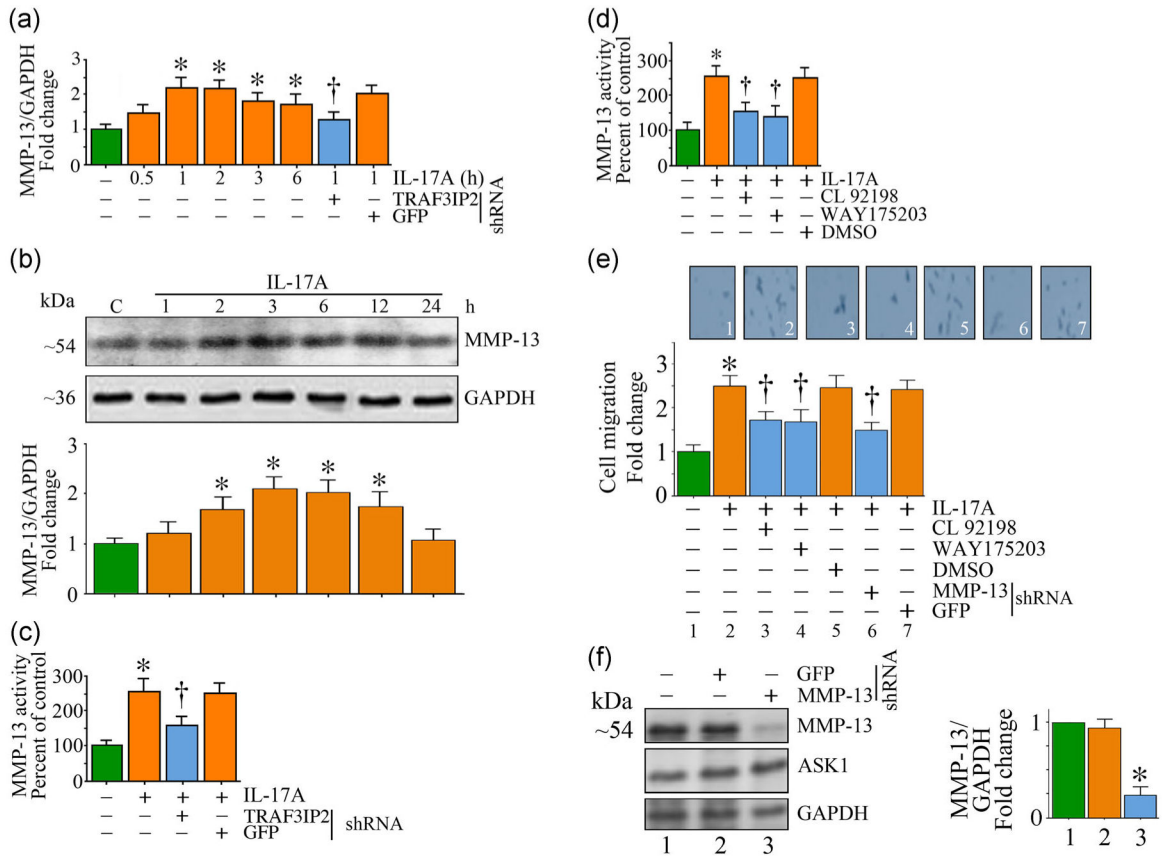 (a)
MMP-13/GAPDH
Fold change
3
2
1
0
* * * * †
– 0.5 1 2 3 6 1 1 IL-17A (h)
– – – – – – + – TRAF3IP2
– – – – – – – + GFP
shRNA
(b)
IL-17A
kDa C 1 2 3 6 12 24 h
~54 MMP-13
~36 GAPDH
MMP-13/GAPDH
Fold change
3
2
1
0
* * * *
(c)
MMP-13 activity
Percent of control
300
200
100
0
* †
– + + + IL-17A
– – + – TRAF3IP2
– – – + GFP
shRNA
(d)
MMP-13 activity
Percent of control
300
200
100
0
* † †
– + + + + IL-17A
– – + – – CL 92198
– – – + – WAY175203
– – – – + DMSO
(e)
1 2 3 4 5 6 7
Cell migration
Fold change
3
2
1
0
* † † †
– + + + + + + IL-17A
– – + – – – – CL 92198
– – – + – – – WAY175203
– – – – + – – DMSO
– – – – – + – MMP-13
– – – – – – + GFP
shRNA
1 2 3 4 5 6 7
(f)
– + – GFP
– – + MMP-13
shRNA
kDa
~54 MMP-13
ASK1
GAPDH
1 2 3
MMP-13/
GAPDH
Fold change
1
0
*
1 2 3